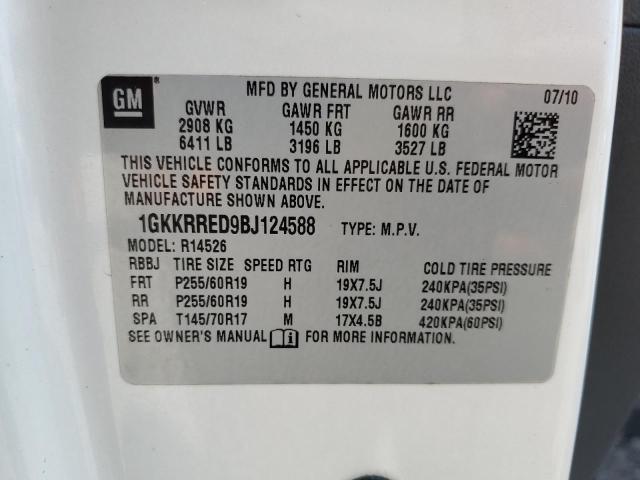 GM
MFD BY GENERAL MOTORS LLC 07/10
GVWR GAWR FRT GAWR RR
2908 KG 1450 KG 1600 KG
6411 LB 3196 LB 3527 LB
THIS VEHICLE CONFORMS TO ALL APPLICABLE U.S. FEDERAL MOTOR
VEHICLE SAFETY STANDARDS IN EFFECT ON THE DATE OF
MANUFACTURE SHOWN ABOVE.
1GKKRRED9BJ124588 TYPE: M.P.V.
MODEL: R14526
RBBJ TIRE SIZE SPEED RTG RIM COLD TIRE PRESSURE
FRT P255/60R19 H 19X7.5J 240KPA(35PSI)
RR P255/60R19 H 19X7.5J 240KPA(35PSI)
SPA T145/70R17 M 17X4.5B 420KPA(60PSI)
SEE OWNER'S MANUAL FOR MORE INFORMATION.